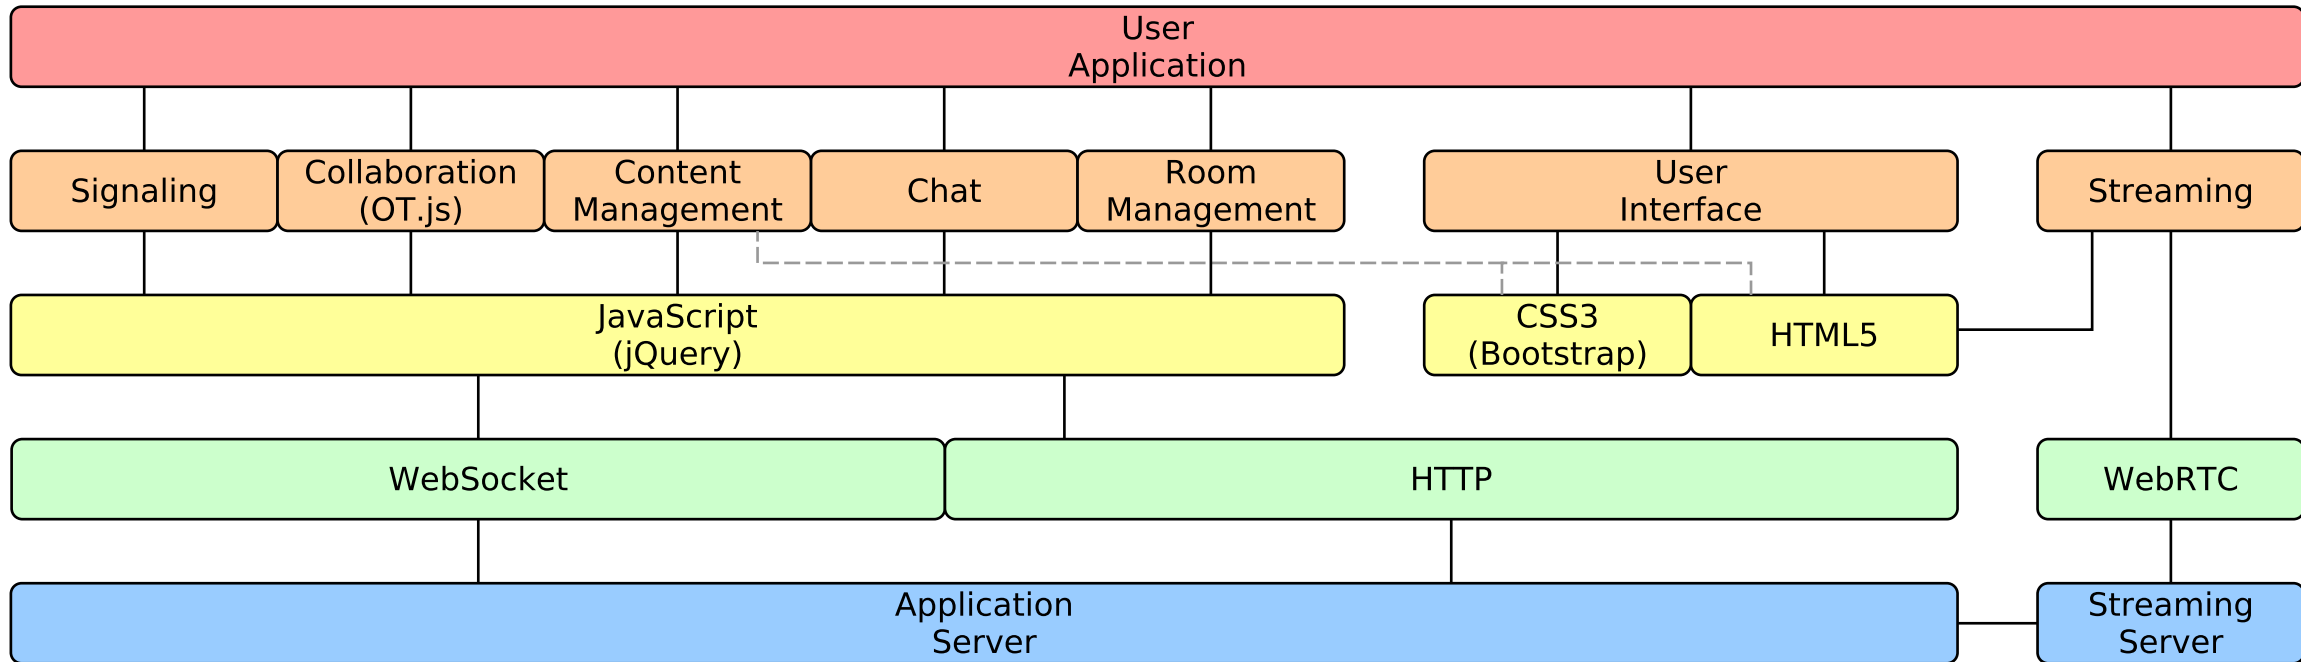 User
Application
Signaling
Collaboration
(OT.js)
Content
Management
Chat
Room
Management
User
Interface
Streaming
JavaScript
(jQuery)
CSS3
(Bootstrap)
HTML5
WebSocket
HTTP
WebRTC
Application
Server
Streaming
Server